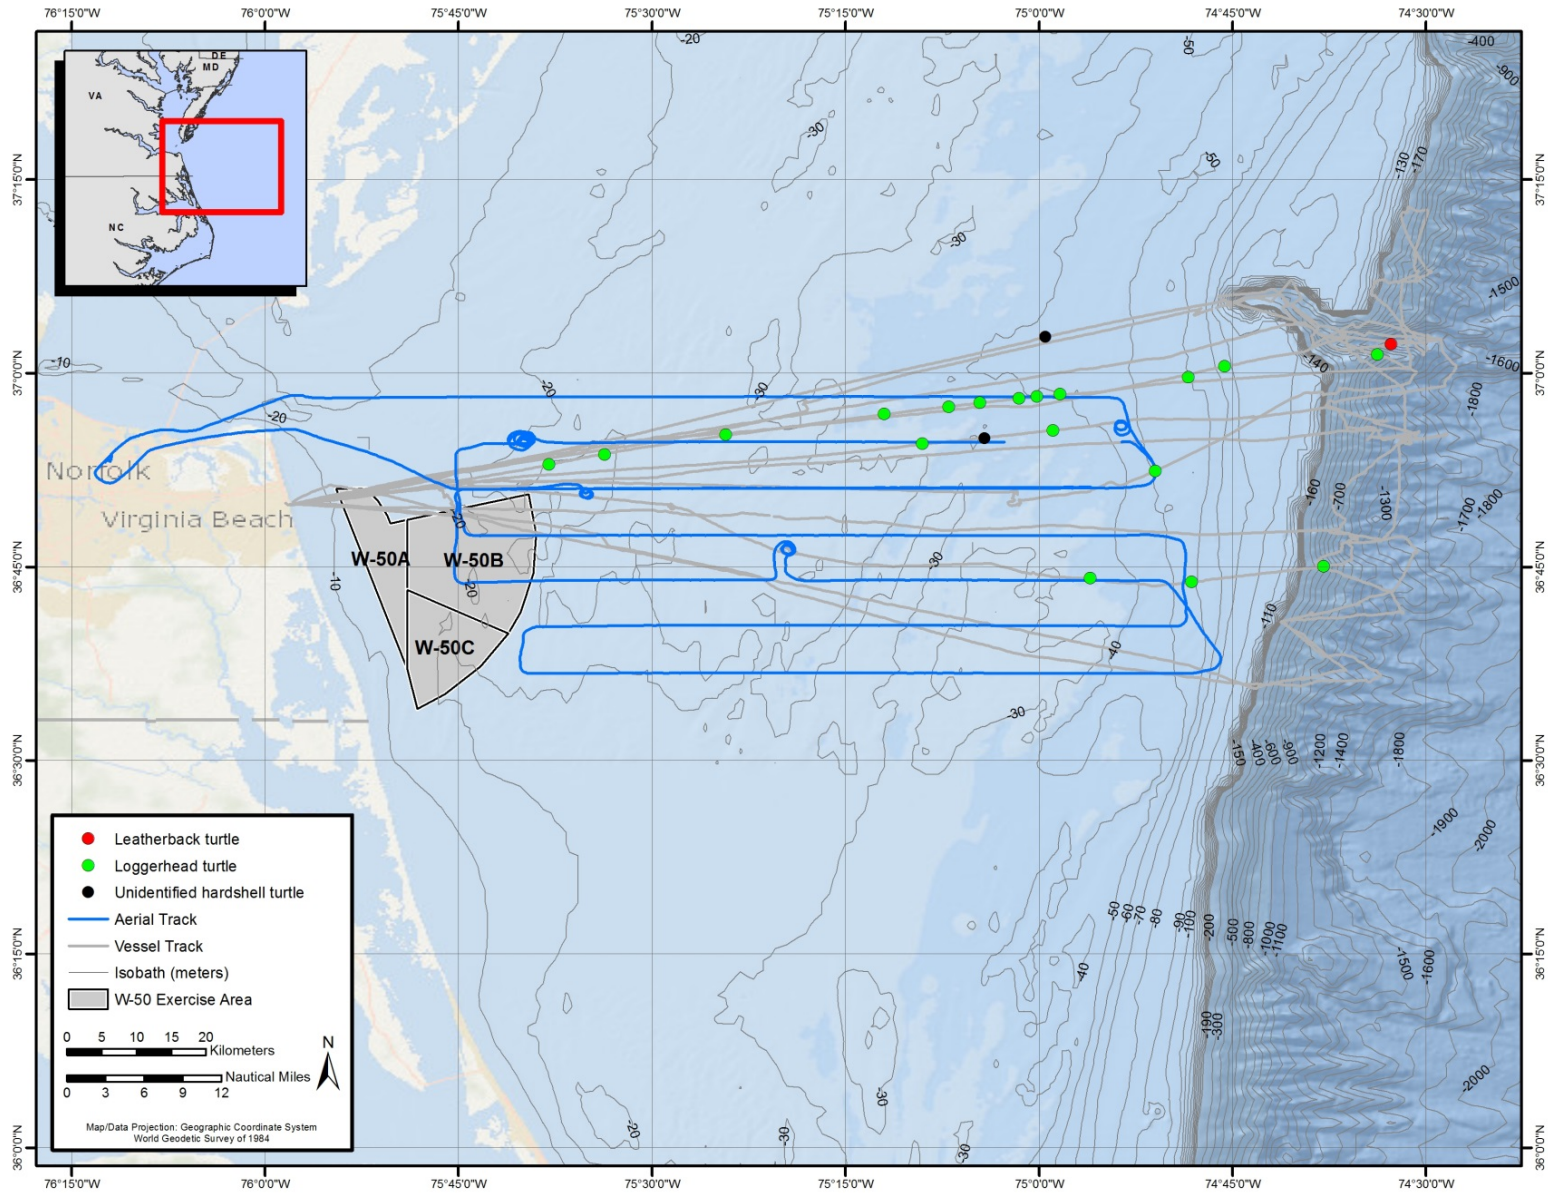 76°15'0"W 76°0'0"W 75°45'0"W 75°30'0"W 75°15'0"W 75°0'0"W 74°45'0"W 74°30'0"W
DE
MD
VA
NC
-20
-60
-400
-900
-30
-50
-130
-170
37°15'0"N
37°15'0"N
-30
-1500
-10
37°0'0"N
-20
-30
-140
-1600
37°0'0"N
-1800
-20
Norfolk
Virginia Beach
-20
-160
-700
-1300
-1700
-1800
W-50A
W-50B
-10
-20
-30
36°45'0"N
36°45'0"N
-110
W-50C
-40
-30
36°30'0"N
-150
-400
-600
-900
-1200
-1400
-1800
36°30'0"N
-1900
-2000
Leatherback turtle
Loggerhead turtle
Unidentified hardshell turtle
Aerial Track
Vessel Track
Isobath (meters)
W-50 Exercise Area
0 5 10 15 20
Kilometers
Nautical Miles
0 3 6 9 12
N
Map/Data Projection: Geographic Coordinate System
World Geodetic Survey of 1984
-50
-60
-70
-80
-90
-100
-200
-500
-800
-1000
-1100
36°15'0"N
36°15'0"N
-40
-1500
-1600
-190
-300
-2000
-30
-20
-30
-30
36°0'0"N
36°0'0"N
76°15'0"W 76°0'0"W 75°45'0"W 75°30'0"W 75°15'0"W 75°0'0"W 74°45'0"W 74°30'0"W